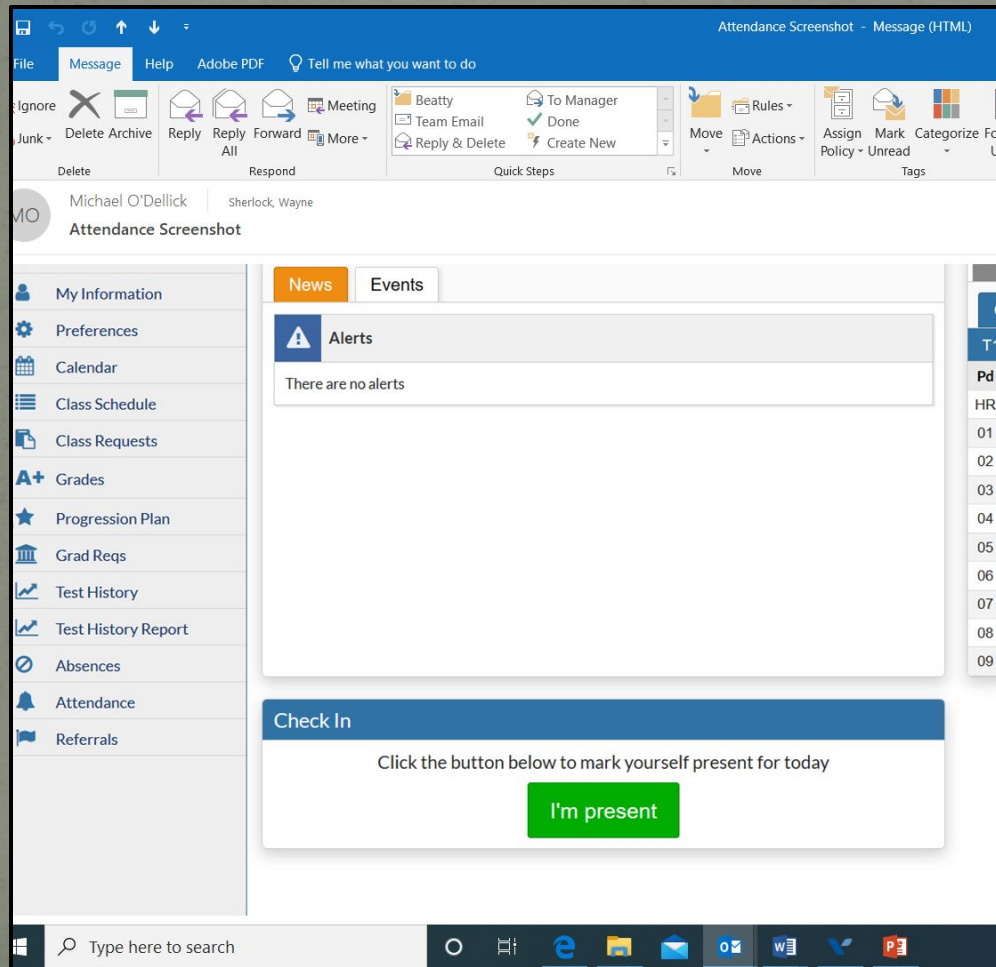 Attendance Screenshot - Message (HTML)
File Message Help Adobe PDF Tell me what you want to do
Ignore
Junk
Delete Archive
Reply Reply All Forward
Meeting
More
Beatty
Team Email
Reply & Delete
To Manager
Done
Create New
Move
Rules
Actions
Assign Policy
Mark Unread
Categorize
Delete Respond Quick Steps Move Tags
MO
Michael O'Dellick Sherlock, Wayne
Attendance Screenshot
My Information
Preferences
Calendar
Class Schedule
Class Requests
A+ Grades
Progression Plan
Grad Reqs
Test History
Test History Report
Absences
Attendance
Referrals
News Events
Alerts
There are no alerts
Check In
Click the button below to mark yourself present for today
I'm present
Pd
HR
01
02
03
04
05
06
07
08
09
Type here to search